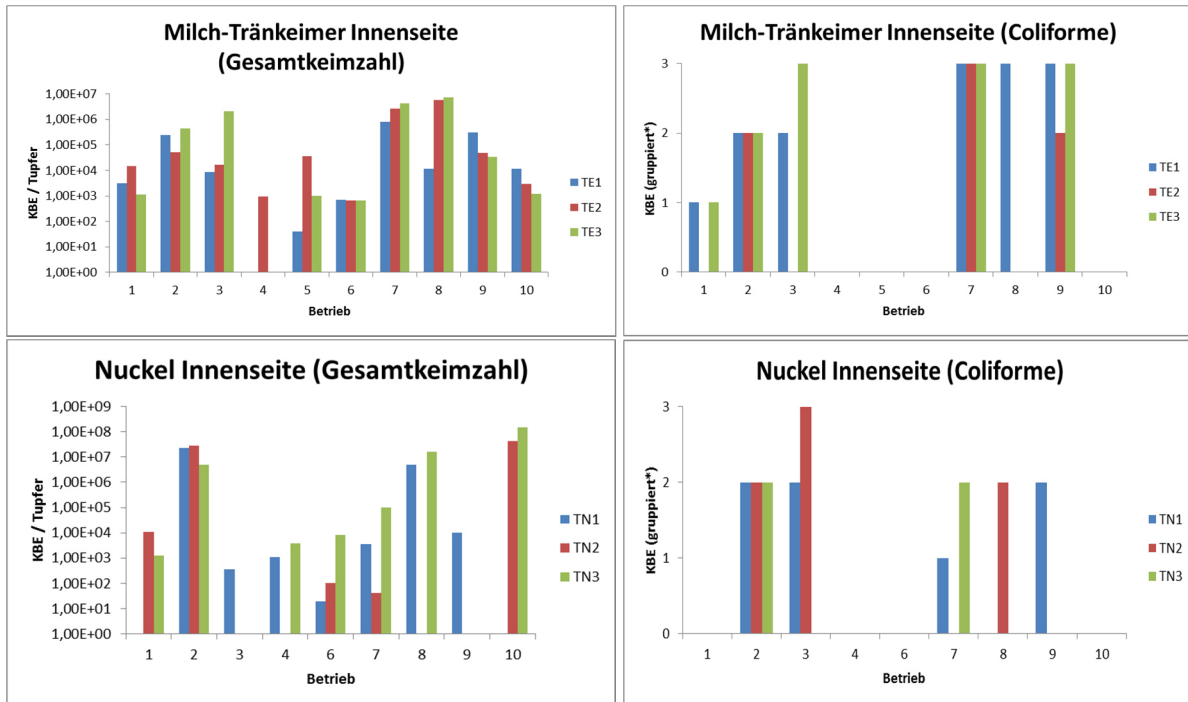 Milch-Tränkeimer Innenseite
(Gesamtkeimzahl)
KBE / Tupfer
1,00E+07
1,00E+06
1,00E+05
1,00E+04
1,00E+03
1,00E+02
1,00E+01
1,00E+00
1 2 3 4 5 6 7 8 9 10
Betrieb
TE1
TE2
TE3
Milch-Tränkeimer Innenseite (Coliforme)
KBE (gruppiert*)
3
2
1
0
1 2 3 4 5 6 7 8 9 10
Betrieb
TE1
TE2
TE3
Nuckel Innenseite (Gesamtkeimzahl)
KBE / Tupfer
1,00E+09
1,00E+08
1,00E+07
1,00E+06
1,00E+05
1,00E+04
1,00E+03
1,00E+02
1,00E+01
1,00E+00
1 2 3 4 6 7 8 9 10
Betrieb
TN1
TN2
TN3
Nuckel Innenseite (Coliforme)
KBE (gruppiert*)
3
2
1
0
1 2 3 4 6 7 8 9 10
Betrieb
TN1
TN2
TN3